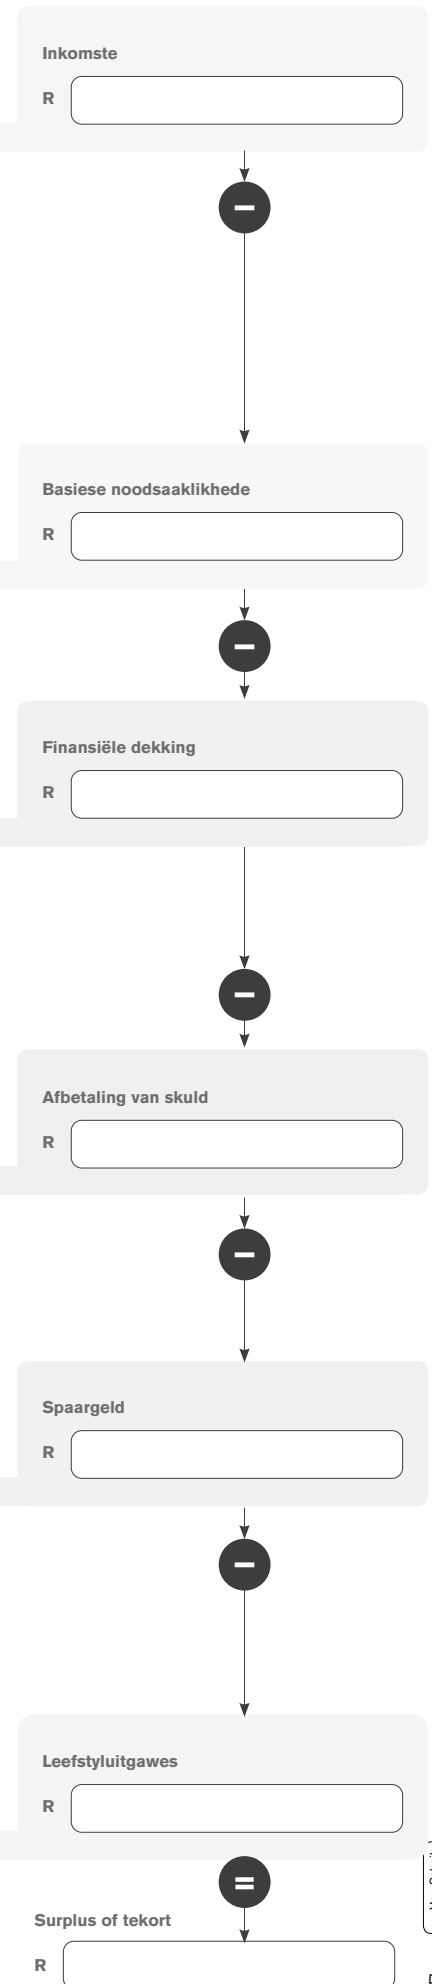 Inkomste
R
Basiese noodsaaklikhede
R
Finansiële dekking
R
Afbetaling van skuld
R
Spaargeld
R
Leefstyluitgawes
R
Surplus of tekort
R